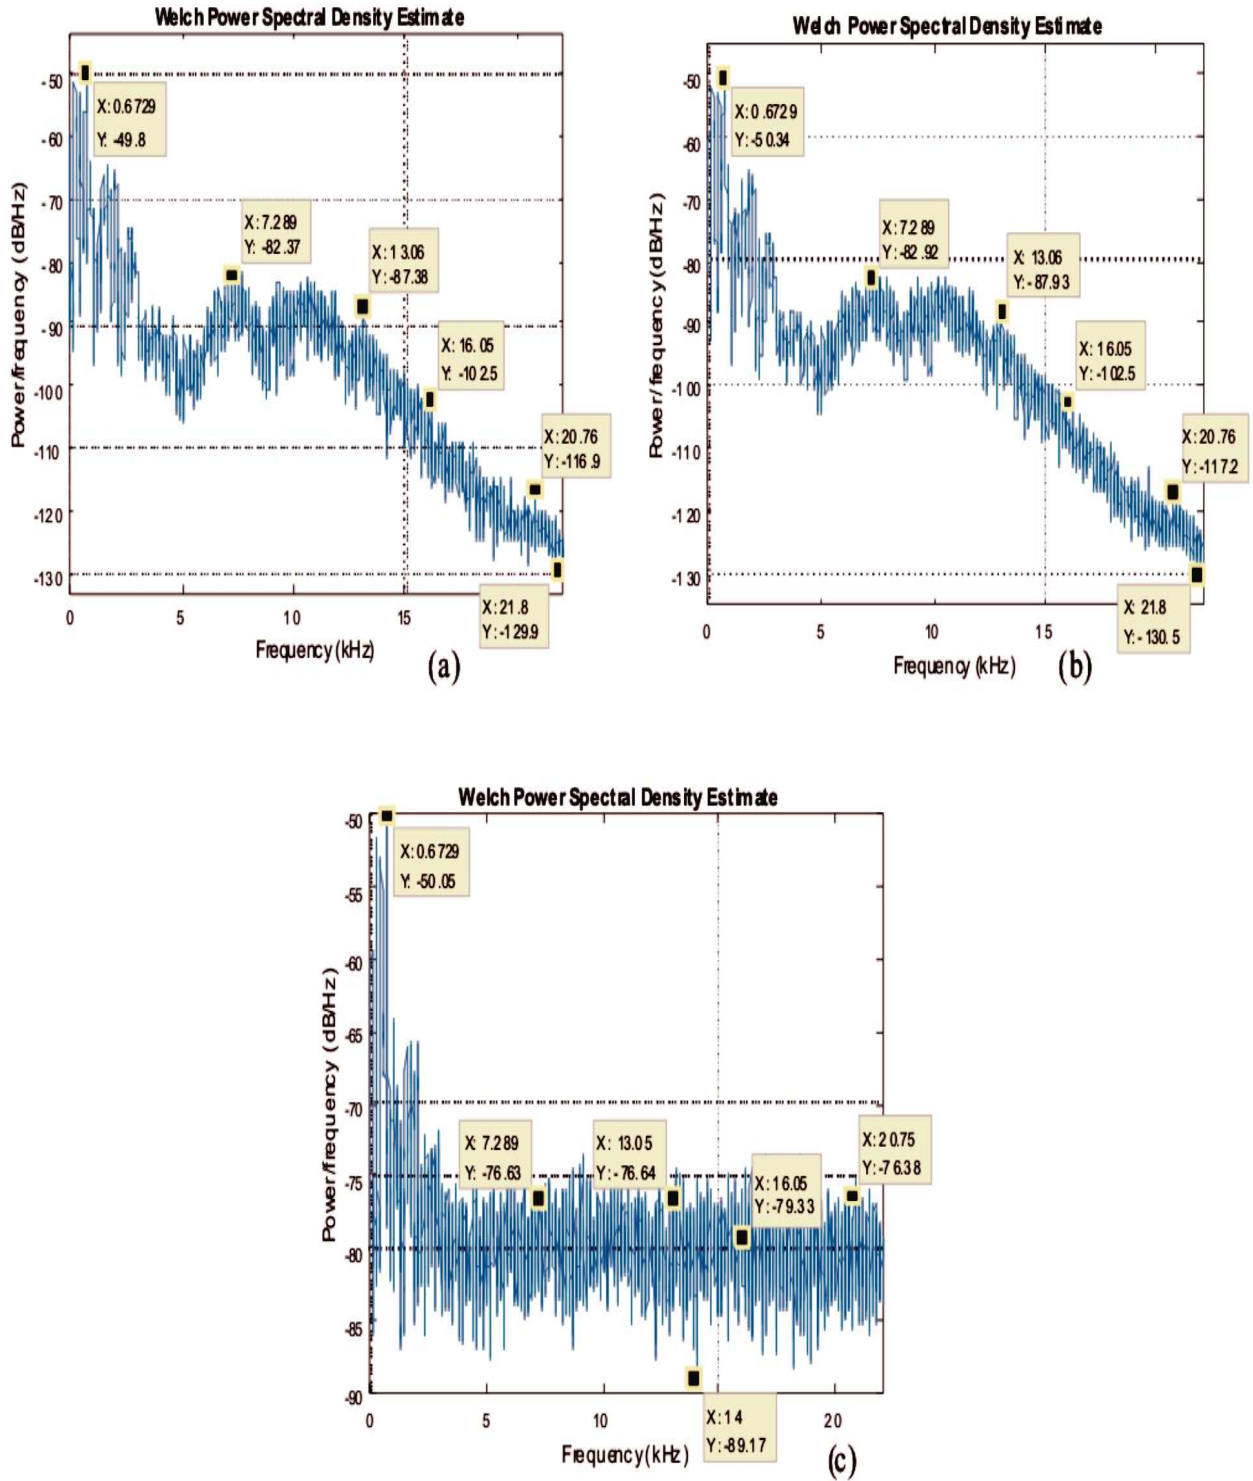 Welch Power Spectral Density Estimate
-50
-60
-70
-80
-90
-100
-110
-120
-130
Power/frequency (dB/Hz)
X: 0.6729
Y: -49.8
X: 7.289
Y: -82.37
X: 13.06
Y: -87.38
X: 16.05
Y: -102.5
X: 20.76
Y: -116.9
X: 21.8
Y: -129.9
0 5 10 15
Frequency (kHz)
(a)
Welch Power Spectral Density Estimate
-50
-60
-70
-80
-90
-100
-110
-120
-130
Power/frequency (dB/Hz)
X: 0.6729
Y: -50.34
X: 7.289
Y: -82.92
X: 13.06
Y: -87.93
X: 16.05
Y: -102.5
X: 20.76
Y: -117.2
X: 21.8
Y: -130.5
0 5 10 15
Frequency (kHz)
(b)
Welch Power Spectral Density Estimate
-50
-55
-60
-65
-70
-75
-80
-85
-90
Power/frequency (dB/Hz)
X: 0.6729
Y: -50.05
X: 7.289
Y: -76.63
X: 13.05
Y: -76.64
X: 16.05
Y: -79.33
X: 20.75
Y: -76.38
X: 14
Y: -89.17
0 5 10 20
Frequency (kHz)
(c)